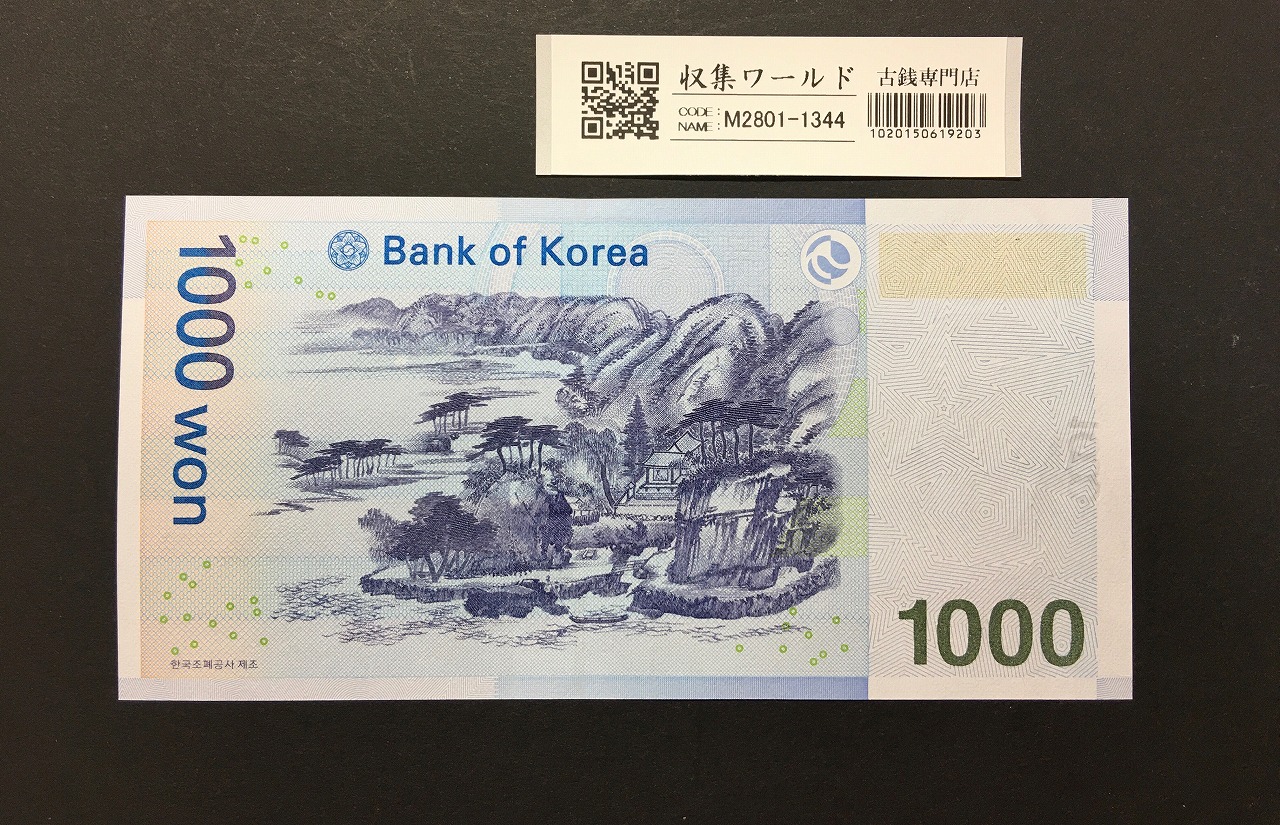 収集ワールド
古銭専門店
CODE:
NAME:
M2801-1344
1020150619203
Bank of Korea
1000 won
한국조폐공사 제조
1000